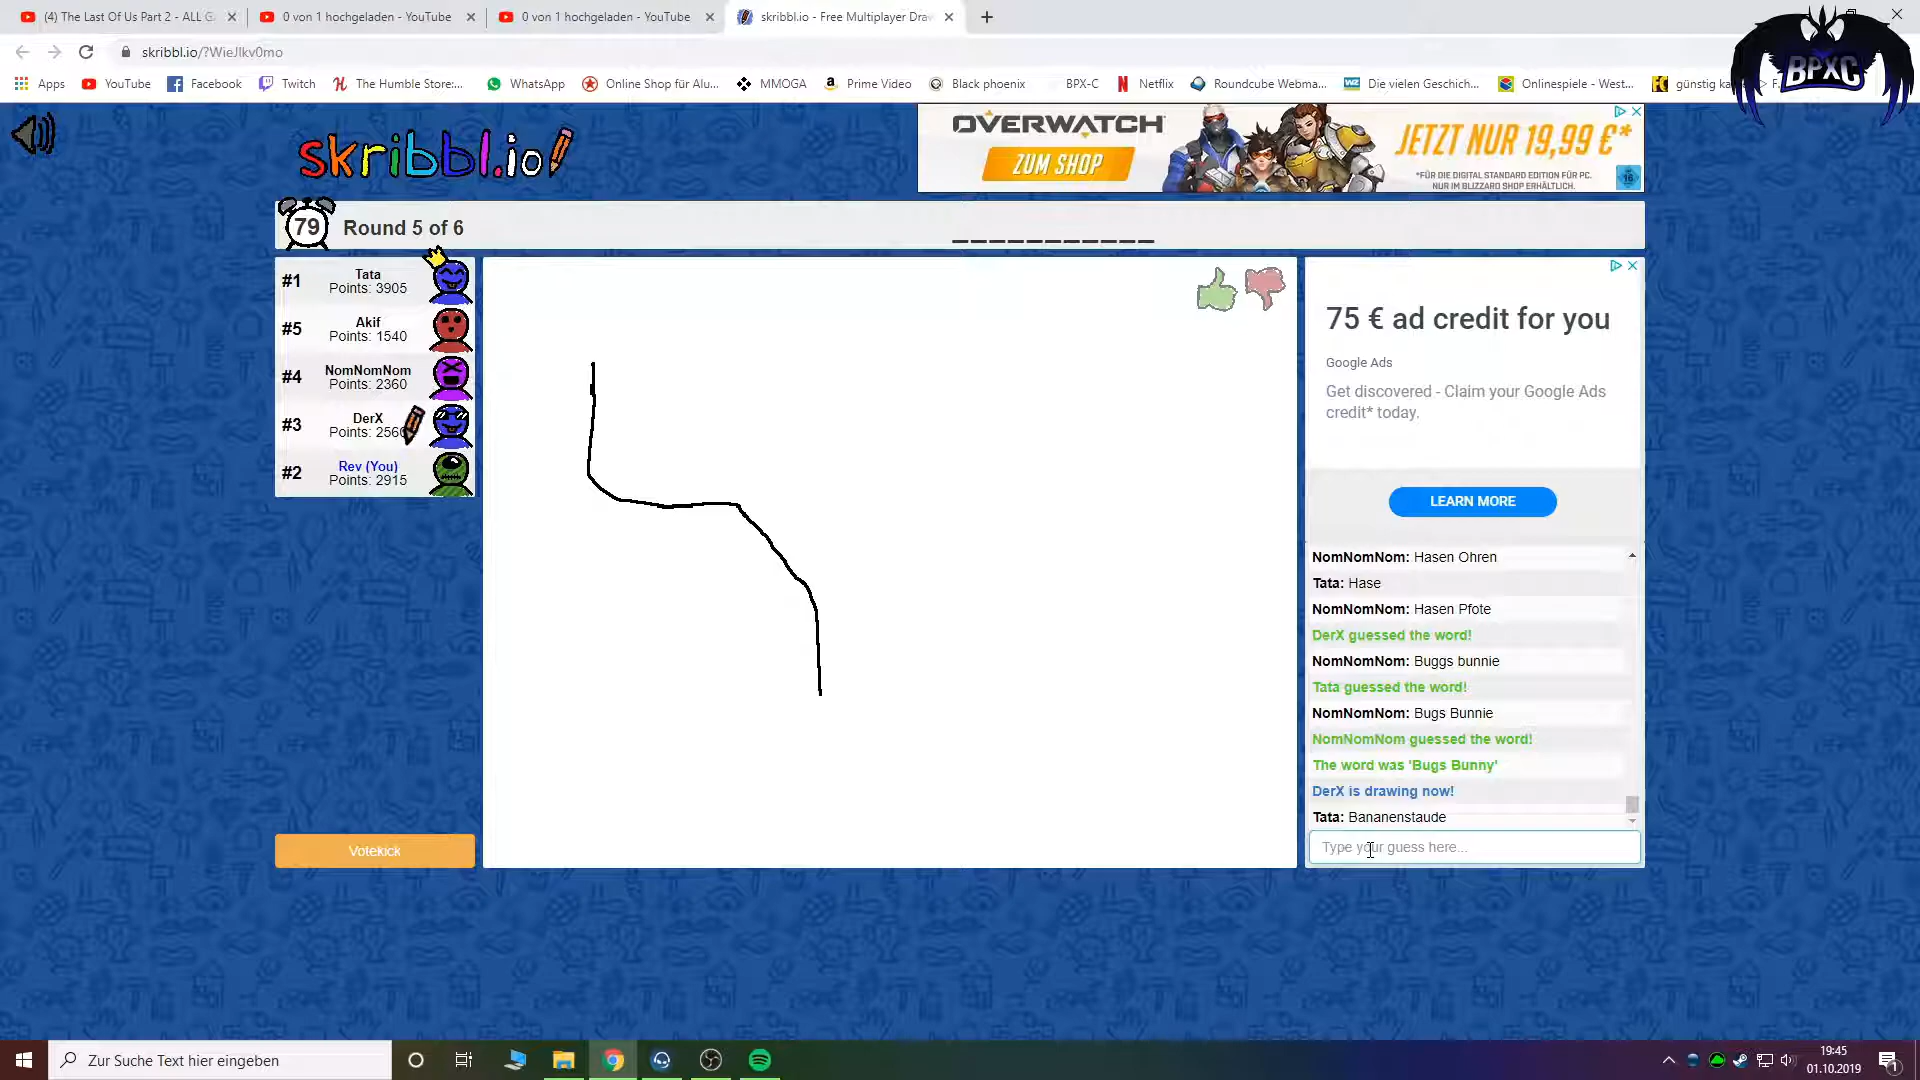 (4) The Last Of Us Part 2 - ALL G
0 von 1 hochgeladen - YouTube
0 von 1 hochgeladen - YouTube
skribbl.io - Free Multiplayer Dra
skribbl.io/?WieJlkv0mo
Apps
YouTube
Facebook
Twitch
The Humble Store:...
WhatsApp
Online Shop für Alu...
MMOGA
Prime Video
Black phoenix
BPX-C
Netflix
Roundcube Webma...
Die vielen Geschich...
Onlinespiele - West...
günstig ka
BPXC
skribbl.io
OVERWATCH
ZUM SHOP
JETZT NUR 19,99 €*
*FÜR DIE DIGITAL STANDARD EDITION FÜR PC.
NUR IM BLIZZARD SHOP ERHÄLTLICH.
16
79
Round 5 of 6
___________
#1
Tata
Points: 3905
#5
Akif
Points: 1540
#4
NomNomNom
Points: 2360
#3
DerX
Points: 2560
#2
Rev (You)
Points: 2915
Votekick
75 € ad credit for you
Google Ads
Get discovered - Claim your Google Ads
credit* today.
LEARN MORE
NomNomNom: Hasen Ohren
Tata: Hase
NomNomNom: Hasen Pfote
DerX guessed the word!
NomNomNom: Buggs bunnie
Tata guessed the word!
NomNomNom: Bugs Bunnie
NomNomNom guessed the word!
The word was 'Bugs Bunny'
DerX is drawing now!
Tata: Bananenstaude
Type your guess here...
Zur Suche Text hier eingeben
19:45
01.10.2019
1